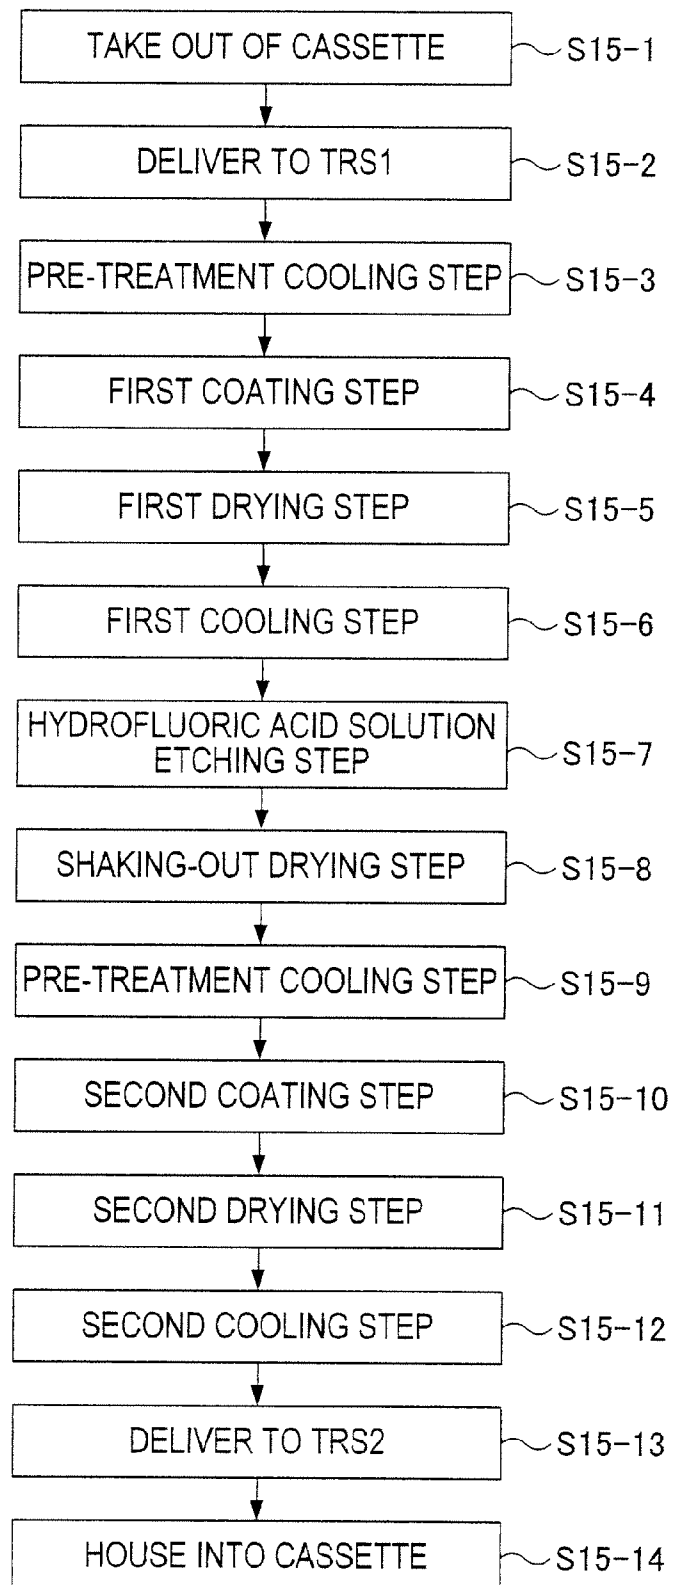 TAKE OUT OF CASSETTE S15-1
DELIVER TO TRS1 S15-2
PRE-TREATMENT COOLING STEP S15-3
FIRST COATING STEP S15-4
FIRST DRYING STEP S15-5
FIRST COOLING STEP S15-6
HYDROFLUORIC ACID SOLUTION
ETCHING STEP S15-7
SHAKING-OUT DRYING STEP S15-8
PRE-TREATMENT COOLING STEP S15-9
SECOND COATING STEP S15-10
SECOND DRYING STEP S15-11
SECOND COOLING STEP S15-12
DELIVER TO TRS2 S15-13
HOUSE INTO CASSETTE S15-14